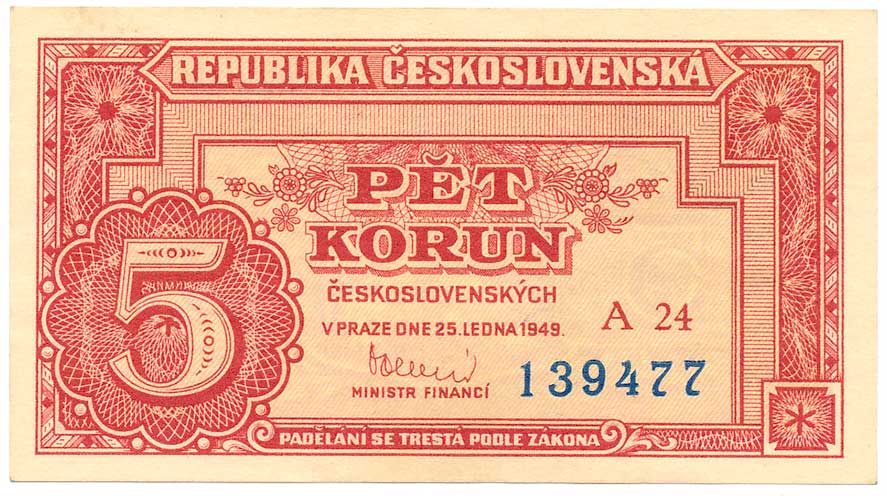 REPUBLIKA ČESKOSLOVENSKÁ
PĚT
KORUN
ČESKOSLOVENSKÝCH
V PRAZE DNE 25. LEDNA 1949.
A 24
MINISTR FINANCÍ
139477
5
PADĚLÁNÍ SE TRESTÁ PODLE ZÁKONA